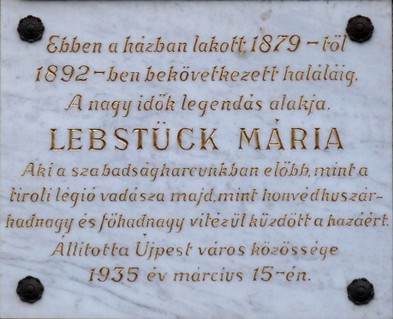 Ebben a házban lakott, 1879-től
1892-ben bekövetkezett haláláig.
A nagy idők legendás alakja.
LEBSTÜCK MÁRIA
Aki a szabadságharcunkban előbb, mint a
tiroli légió vadásza majd, mint honvédhuszár-
hadnagy és főhadnagy vitézül küzdött a hazáért.
Állította Újpest város közössége
1935 év március 15-én.